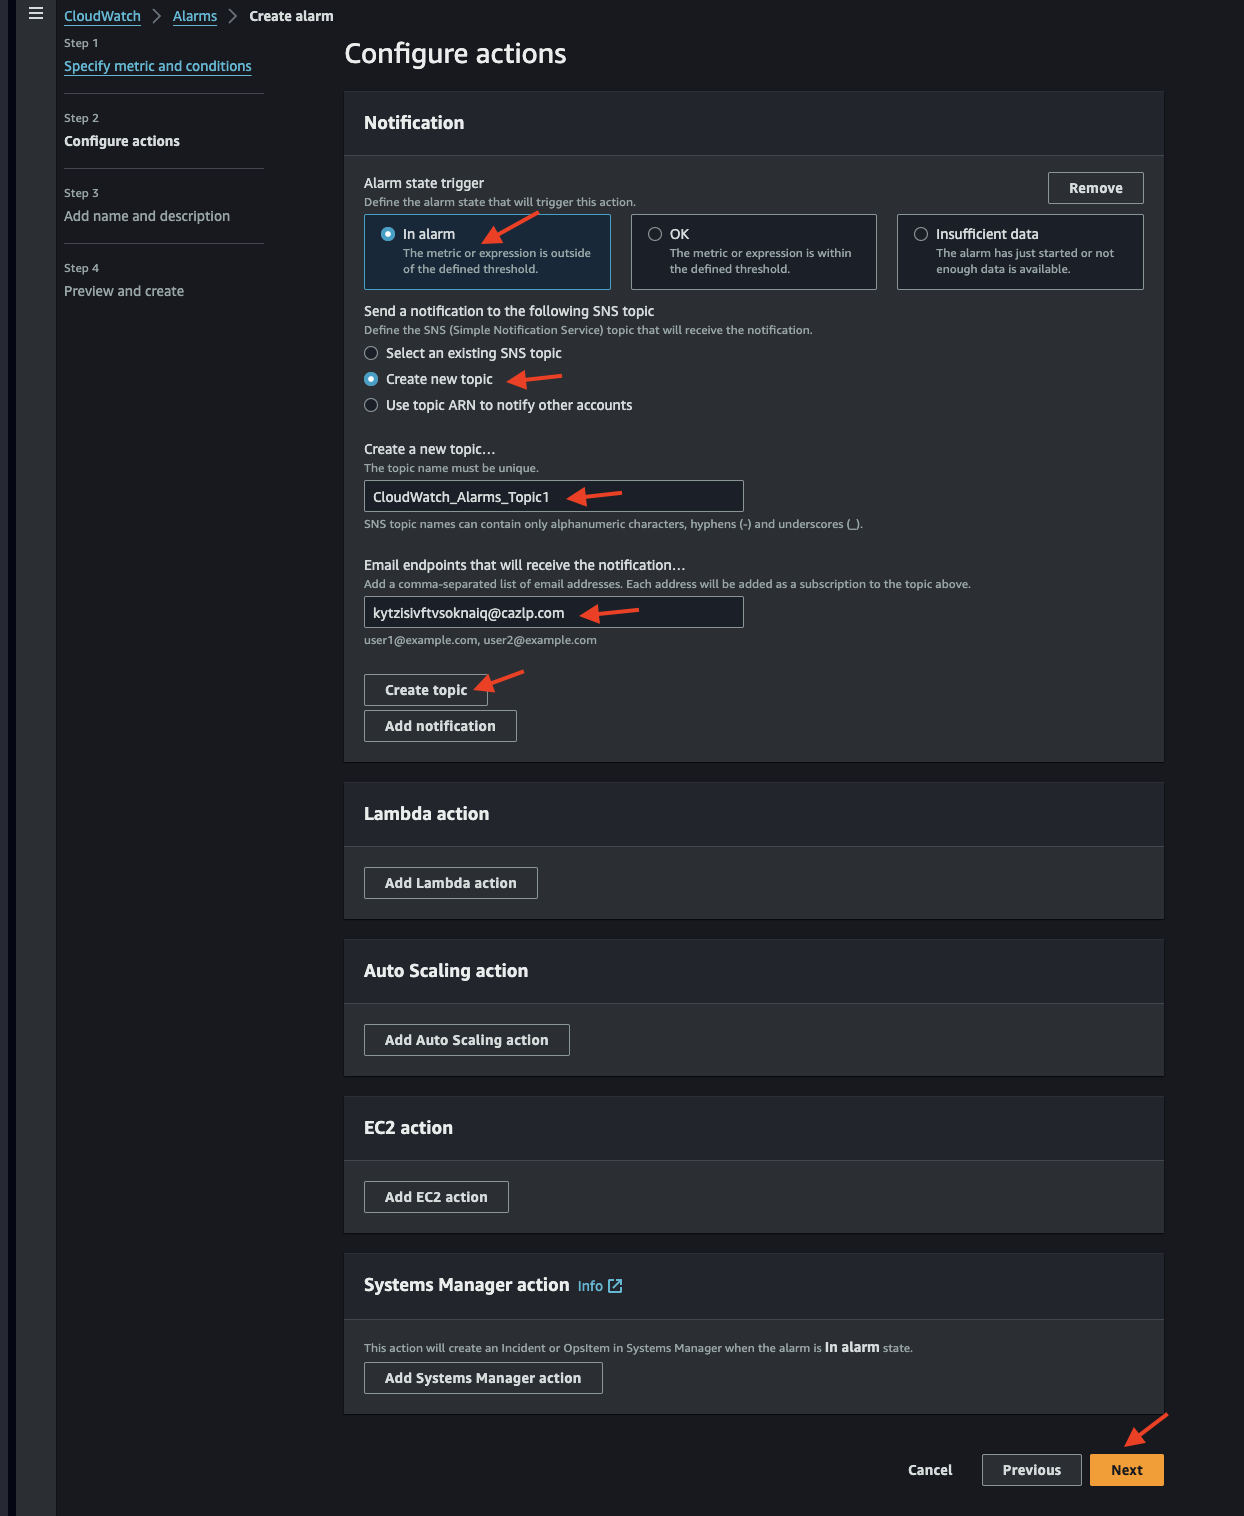 CloudWatch > Alarms > Create alarm
Step 1
Specify metric and conditions
Step 2
Configure actions
Step 3
Add name and description
Step 4
Preview and create
Configure actions
Notification
Alarm state trigger
Define the alarm state that will trigger this action.
Remove
In alarm
The metric or expression is outside
of the defined threshold.
OK
The metric or expression is within
the defined threshold.
Insufficient data
The alarm has just started or not
enough data is available.
Send a notification to the following SNS topic
Define the SNS (Simple Notification Service) topic that will receive the notification.
Select an existing SNS topic
Create new topic
Use topic ARN to notify other accounts
Create a new topic…
The topic name must be unique.
CloudWatch_Alarms_Topic1
SNS topic names can contain only alphanumeric characters, hyphens (-) and underscores (_).
Email endpoints that will receive the notification…
Add a comma-separated list of email addresses. Each address will be added as a subscription to the topic above.
kytzisivftvsoknaiq@cazlp.com
user1@example.com, user2@example.com
Create topic
Add notification
Lambda action
Add Lambda action
Auto Scaling action
Add Auto Scaling action
EC2 action
Add EC2 action
Systems Manager action Info
This action will create an Incident or OpsItem in Systems Manager when the alarm is In alarm state.
Add Systems Manager action
Cancel
Previous
Next